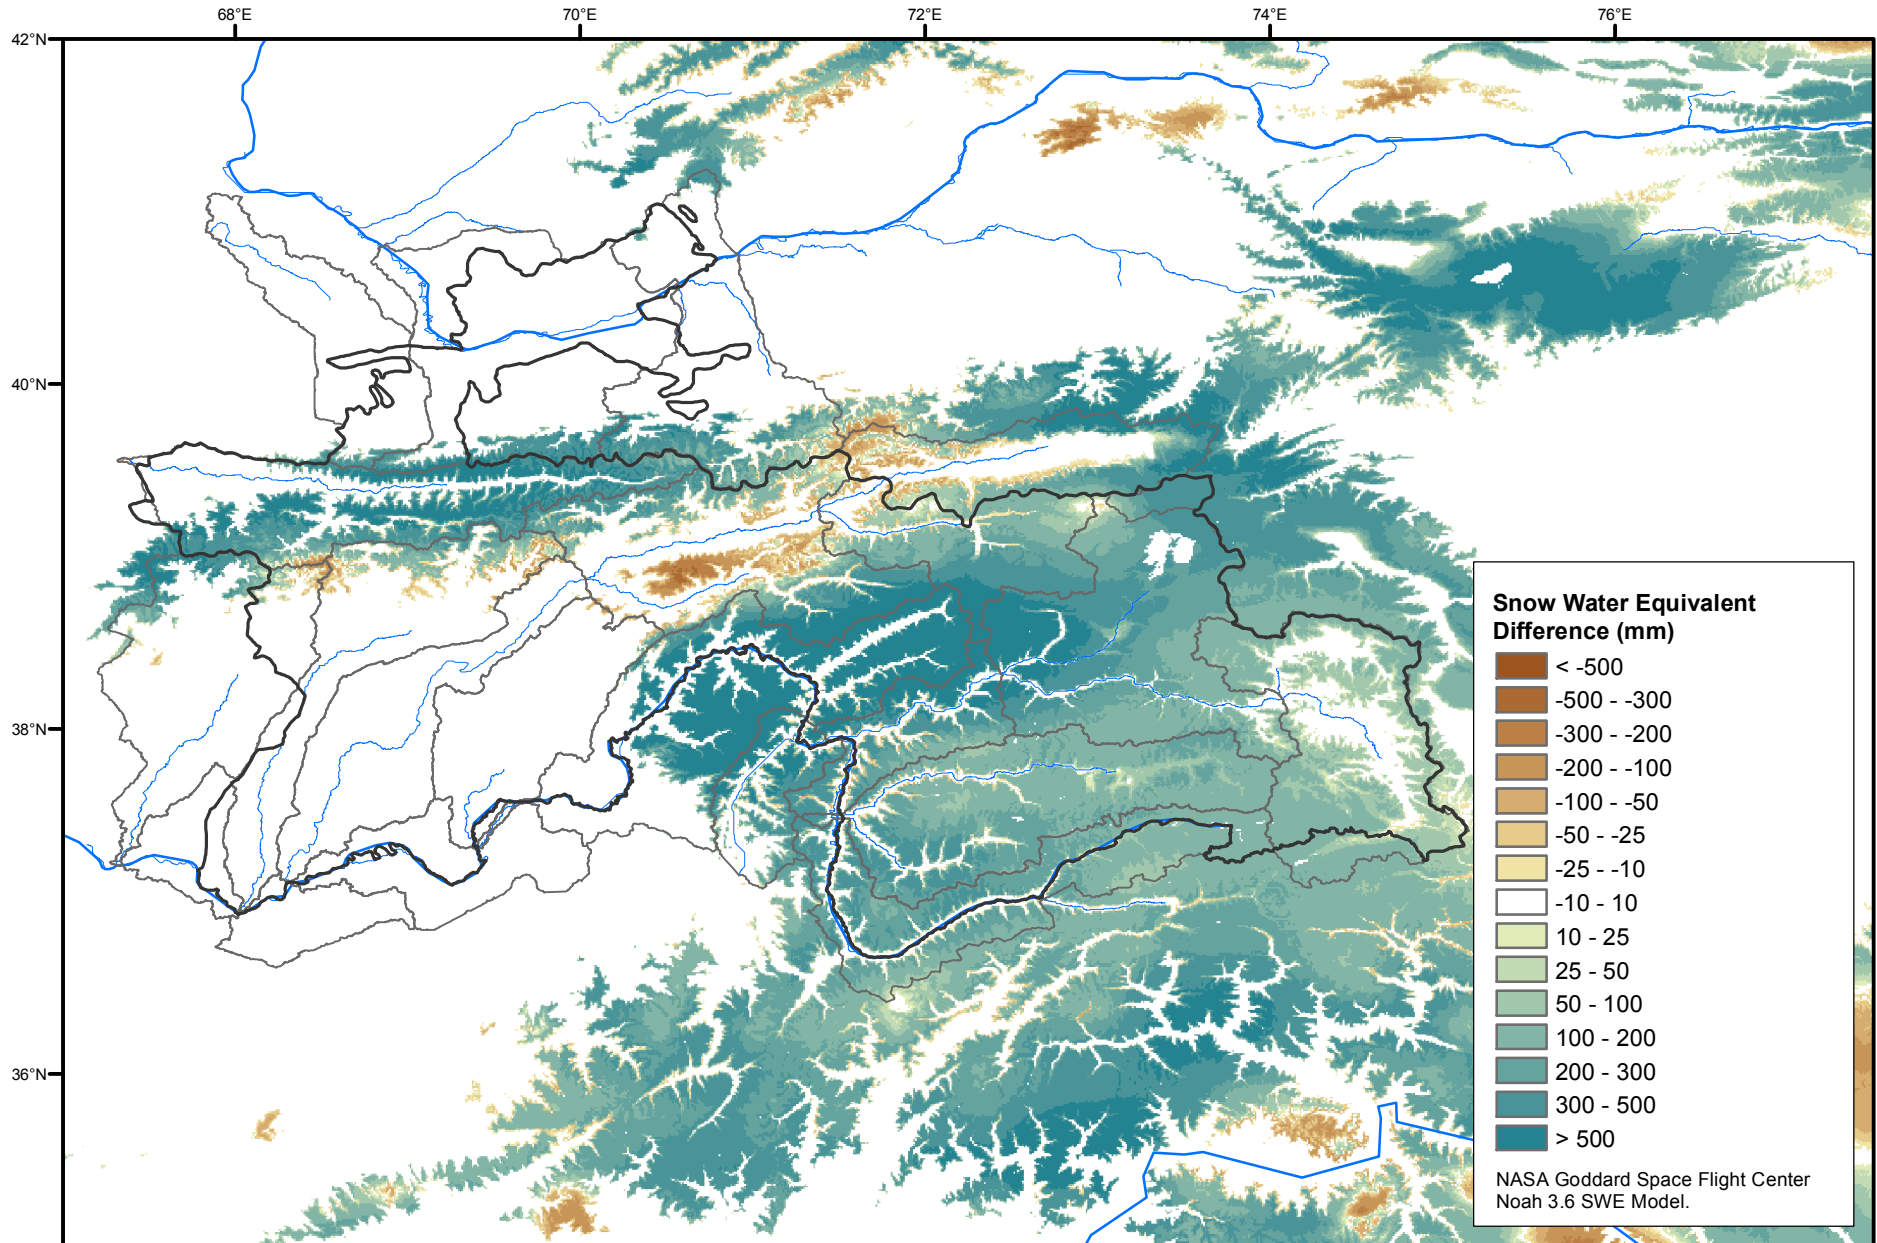 68°E 70°E 72°E 74°E 76°E
42°N
40°N
38°N
36°N
Snow Water Equivalent
Difference (mm)
< -500
-500 - -300
-300 - -200
-200 - -100
-100 - -50
-50 - -25
-25 - -10
-10 - 10
10 - 25
25 - 50
50 - 100
100 - 200
200 - 300
300 - 500
> 500
NASA Goddard Space Flight Center
Noah 3.6 SWE Model.